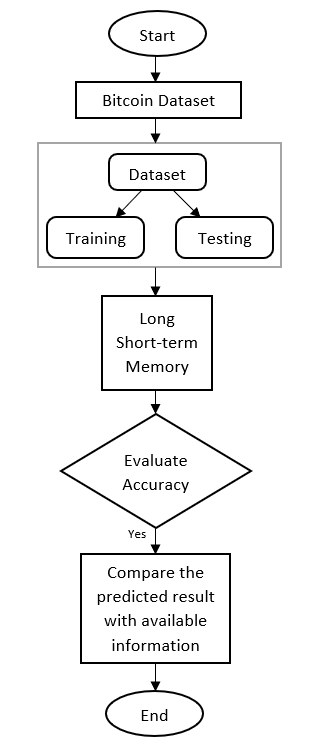 Start
Bitcoin Dataset
Dataset
Training
Testing
Long
Short-term
Memory
Evaluate
Accuracy
Yes
Compare the
predicted result
with available
information
End